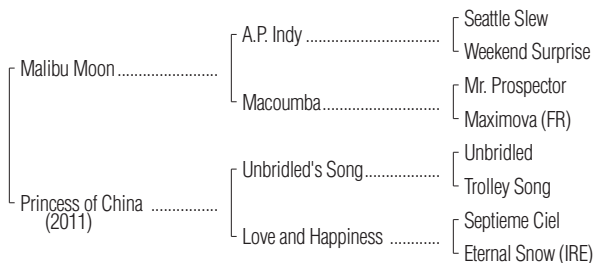 Seattle Slew
A.P. Indy ................................
Weekend Surprise
Malibu Moon ........................
Mr. Prospector
Macoumba............................
Maximova (FR)
Unbridled
Unbridled's Song..................
Trolley Song
Princess of China ................
(2011)
Septieme Ciel
Love and Happiness ............
Eternal Snow (IRE)